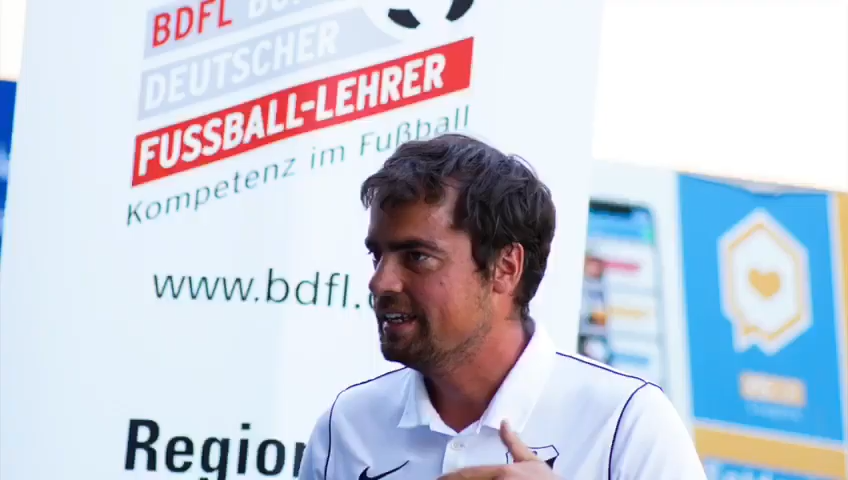 BDFL
DEUTSCHER
FUSSBALL-LEHRER
Kompetenz im Fußball
www.bdfl.
Region